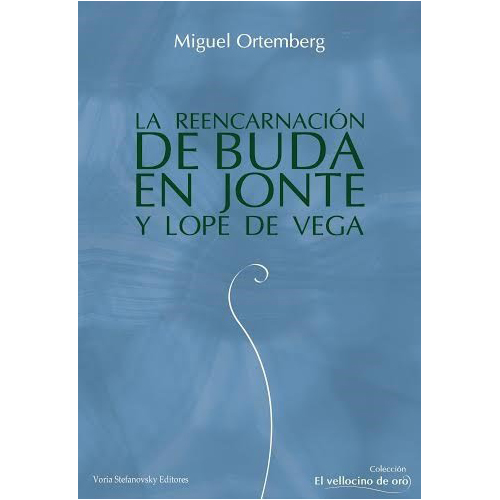 Miguel Ortemberg
LA REENCARNACIÓN
DE BUDA
EN JONTE
Y LOPE DE VEGA
Colección
El vellocino de oro
Voria Stefanovsky Editores